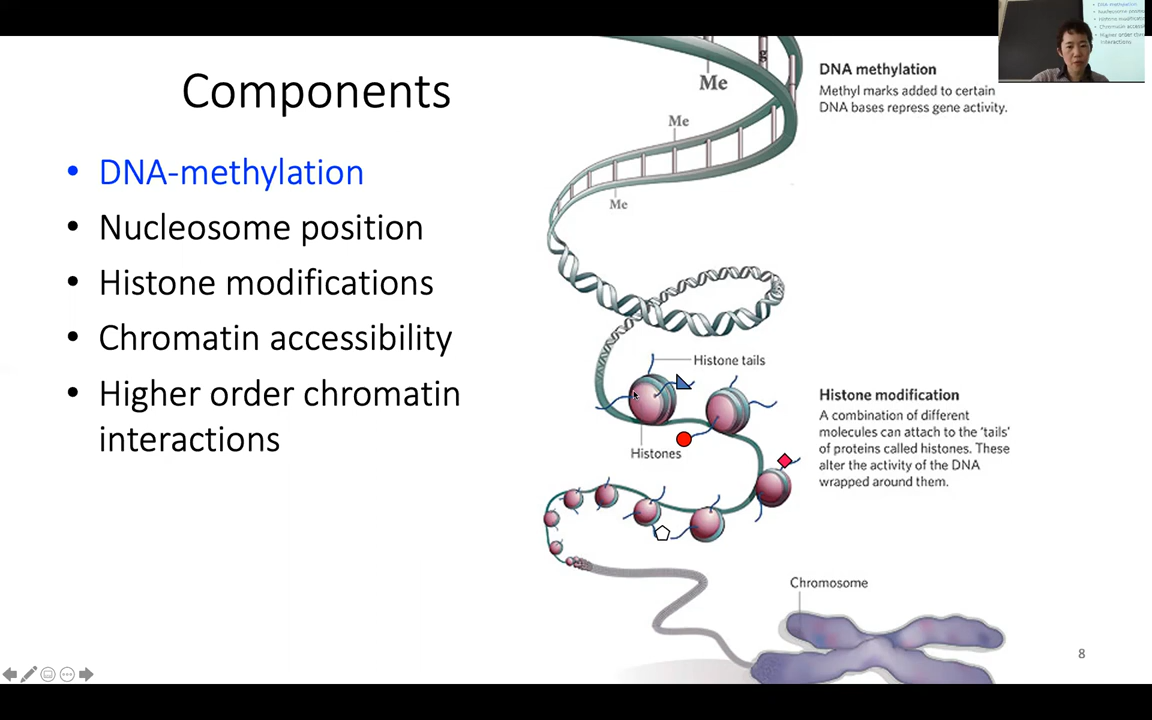 Components
• DNA-methylation
• Nucleosome position
• Histone modifications
• Chromatin accessibility
• Higher order chromatin
interactions
Me
Me
Me
DNA methylation
Methyl marks added to certain
DNA bases repress gene activity.
Histone tails
Histones
Histone modification
A combination of different
molecules can attach to the ‘tails’
of proteins called histones. These
alter the activity of the DNA
wrapped around them.
Chromosome
8
DNA methylation